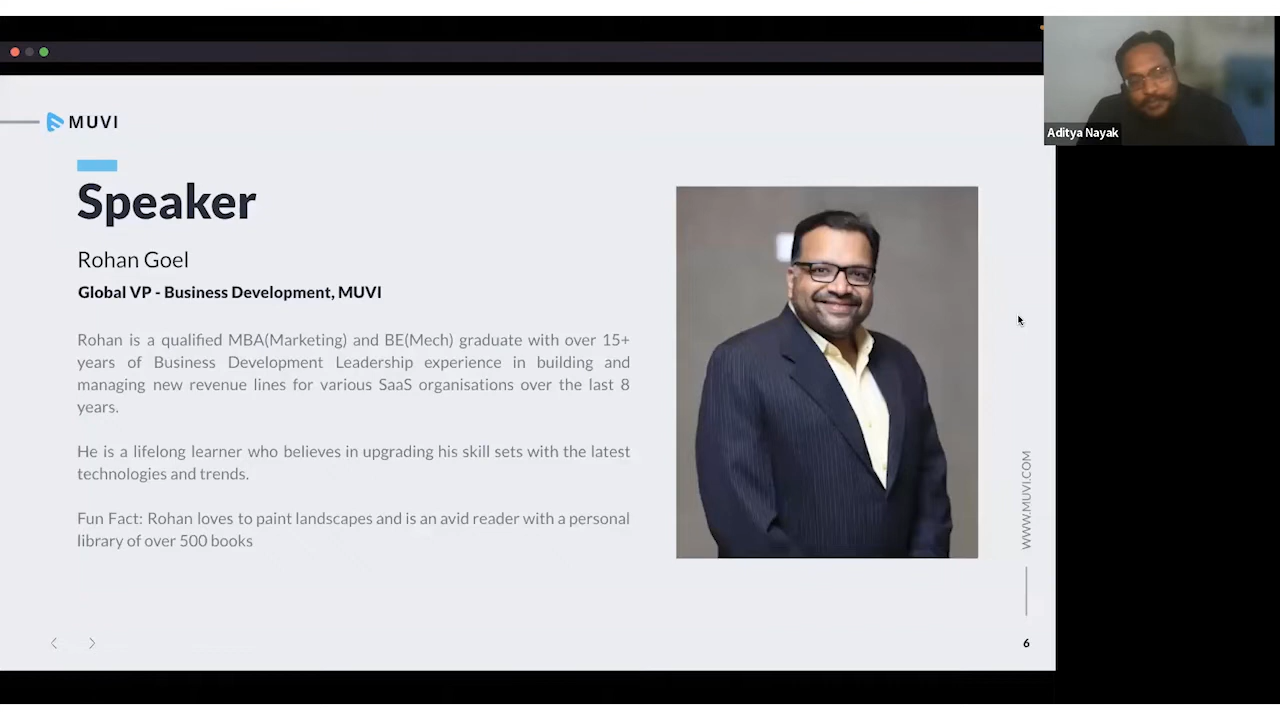 MUVI
Speaker
Rohan Goel
Global VP - Business Development, MUVI
Rohan is a qualified MBA(Marketing) and BE(Mech) graduate with over 15+
years of Business Development Leadership experience in building and
managing new revenue lines for various SaaS organisations over the last 8
years.
He is a lifelong learner who believes in upgrading his skill sets with the latest
technologies and trends.
Fun Fact: Rohan loves to paint landscapes and is an avid reader with a personal
library of over 500 books
WWW.MUVI.COM
6
Aditya Nayak